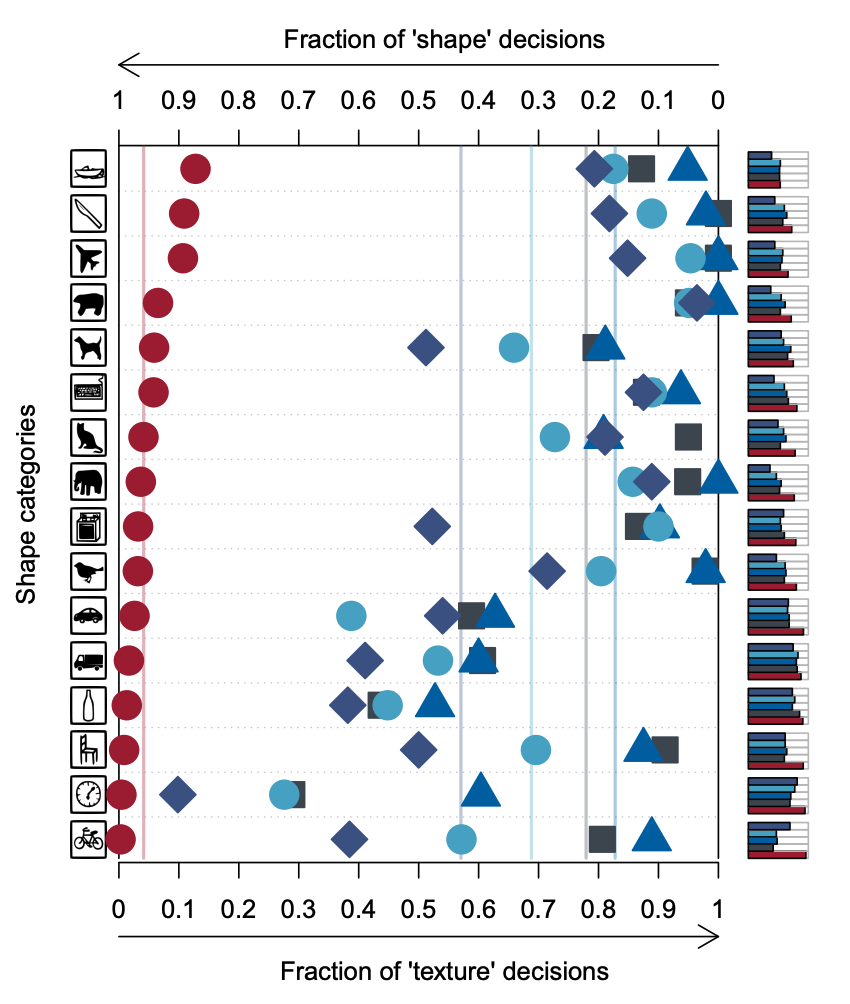 Fraction of 'shape' decisions
1 0.9 0.8 0.7 0.6 0.5 0.4 0.3 0.2 0.1 0
Shape categories
0 0.1 0.2 0.3 0.4 0.5 0.6 0.7 0.8 0.9 1
Fraction of 'texture' decisions